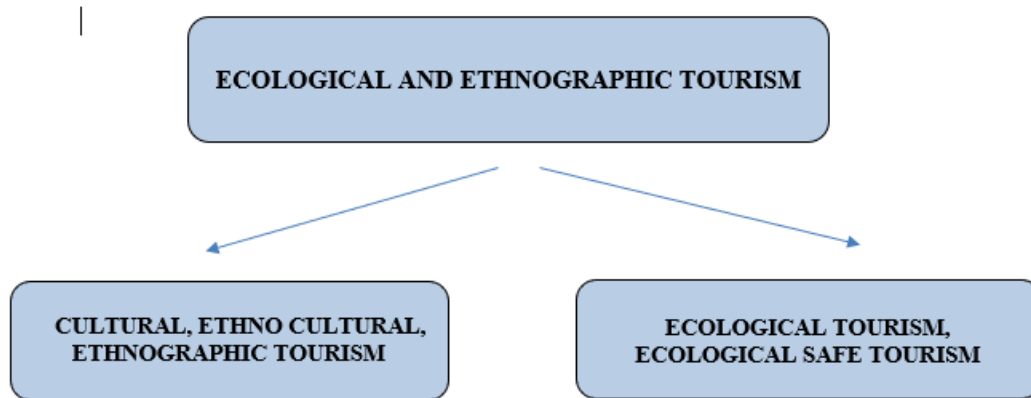 ECOLOGICAL AND ETHNOGRAPHIC TOURISM
CULTURAL, ETHNO CULTURAL,
ETHNOGRAPHIC TOURISM
ECOLOGICAL TOURISM,
ECOLOGICAL SAFE TOURISM